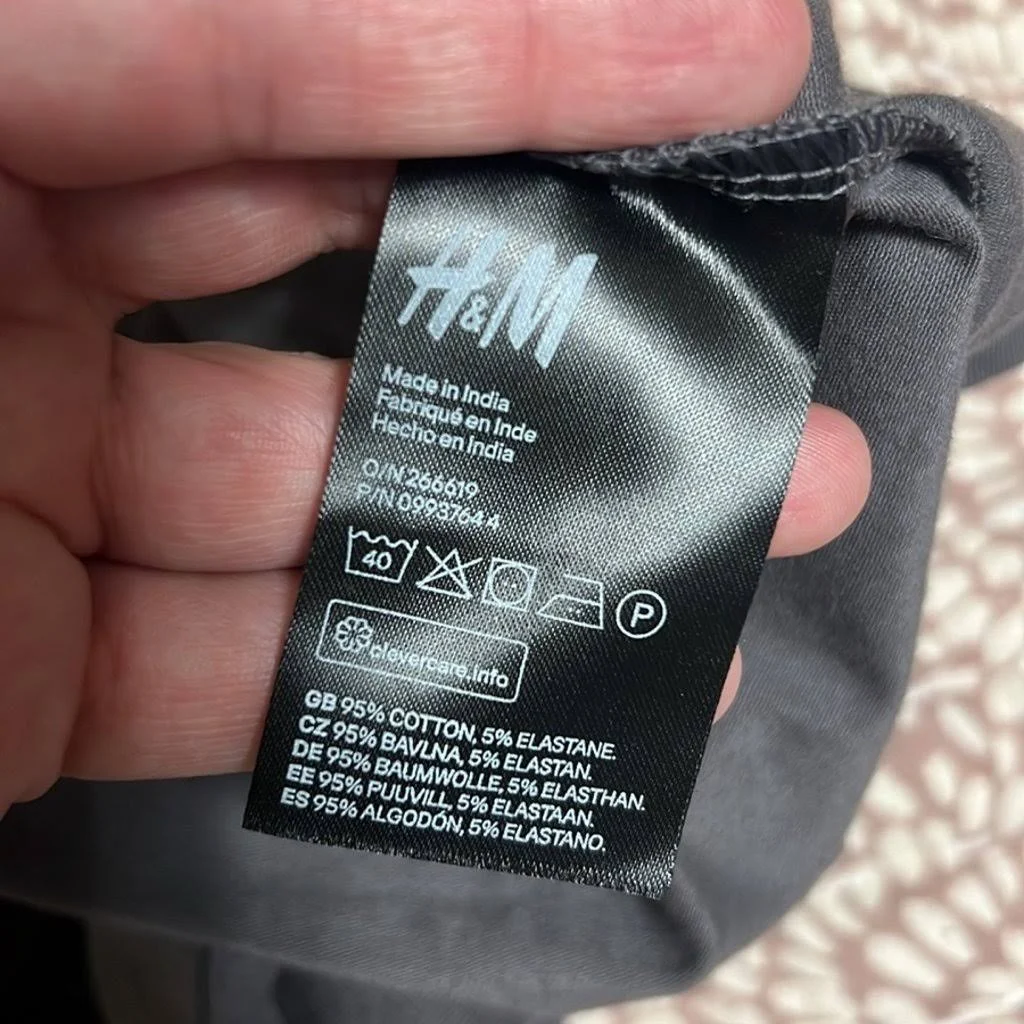 H&M
Made in India
Fabriqué en Inde
Hecho en India
O/N 266619
P/N 0993764 4
40
P
clevercare.info
GB 95% COTTON, 5% ELASTANE.
CZ 95% BAVLNA, 5% ELASTAN.
DE 95% BAUMWOLLE, 5% ELASTHAN.
EE 95% PUUVILL, 5% ELASTAAN.
ES 95% ALGODÓN, 5% ELASTANO.